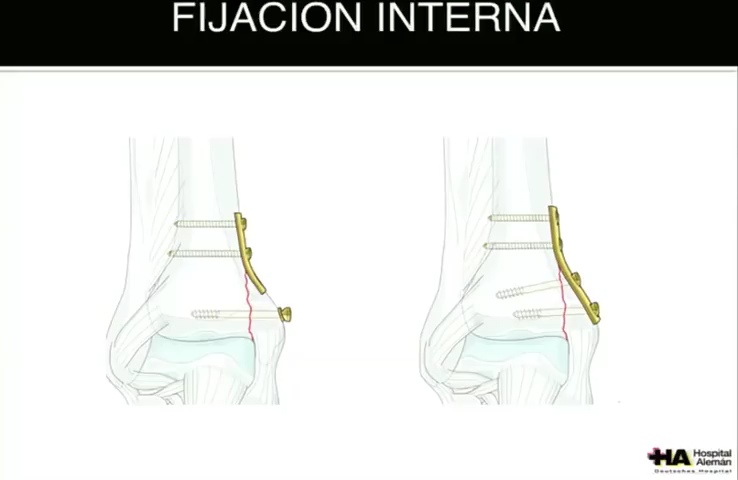 FIJACION INTERNA
HA Hospital
Alemán
Deutsches Hospital